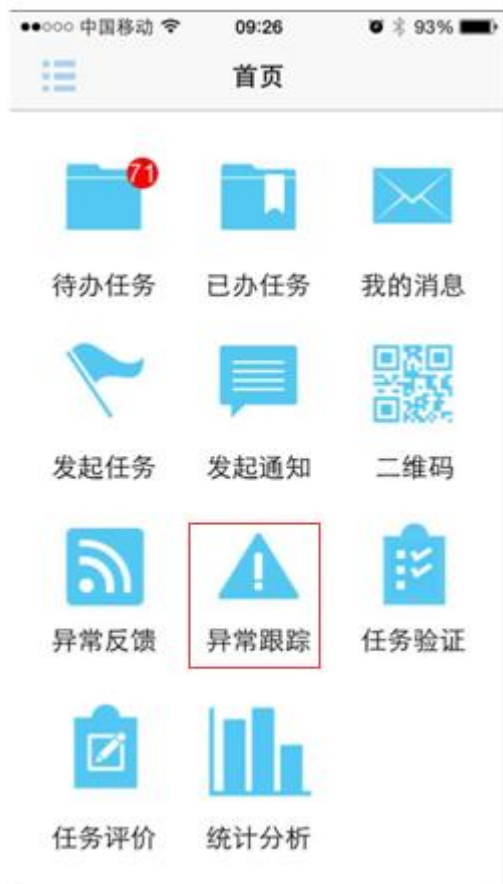 中国移动 09:26 93%
首页
71
待办任务 已办任务 我的消息
发起任务 发起通知 二维码
异常反馈 异常跟踪 任务验证
任务评价 统计分析